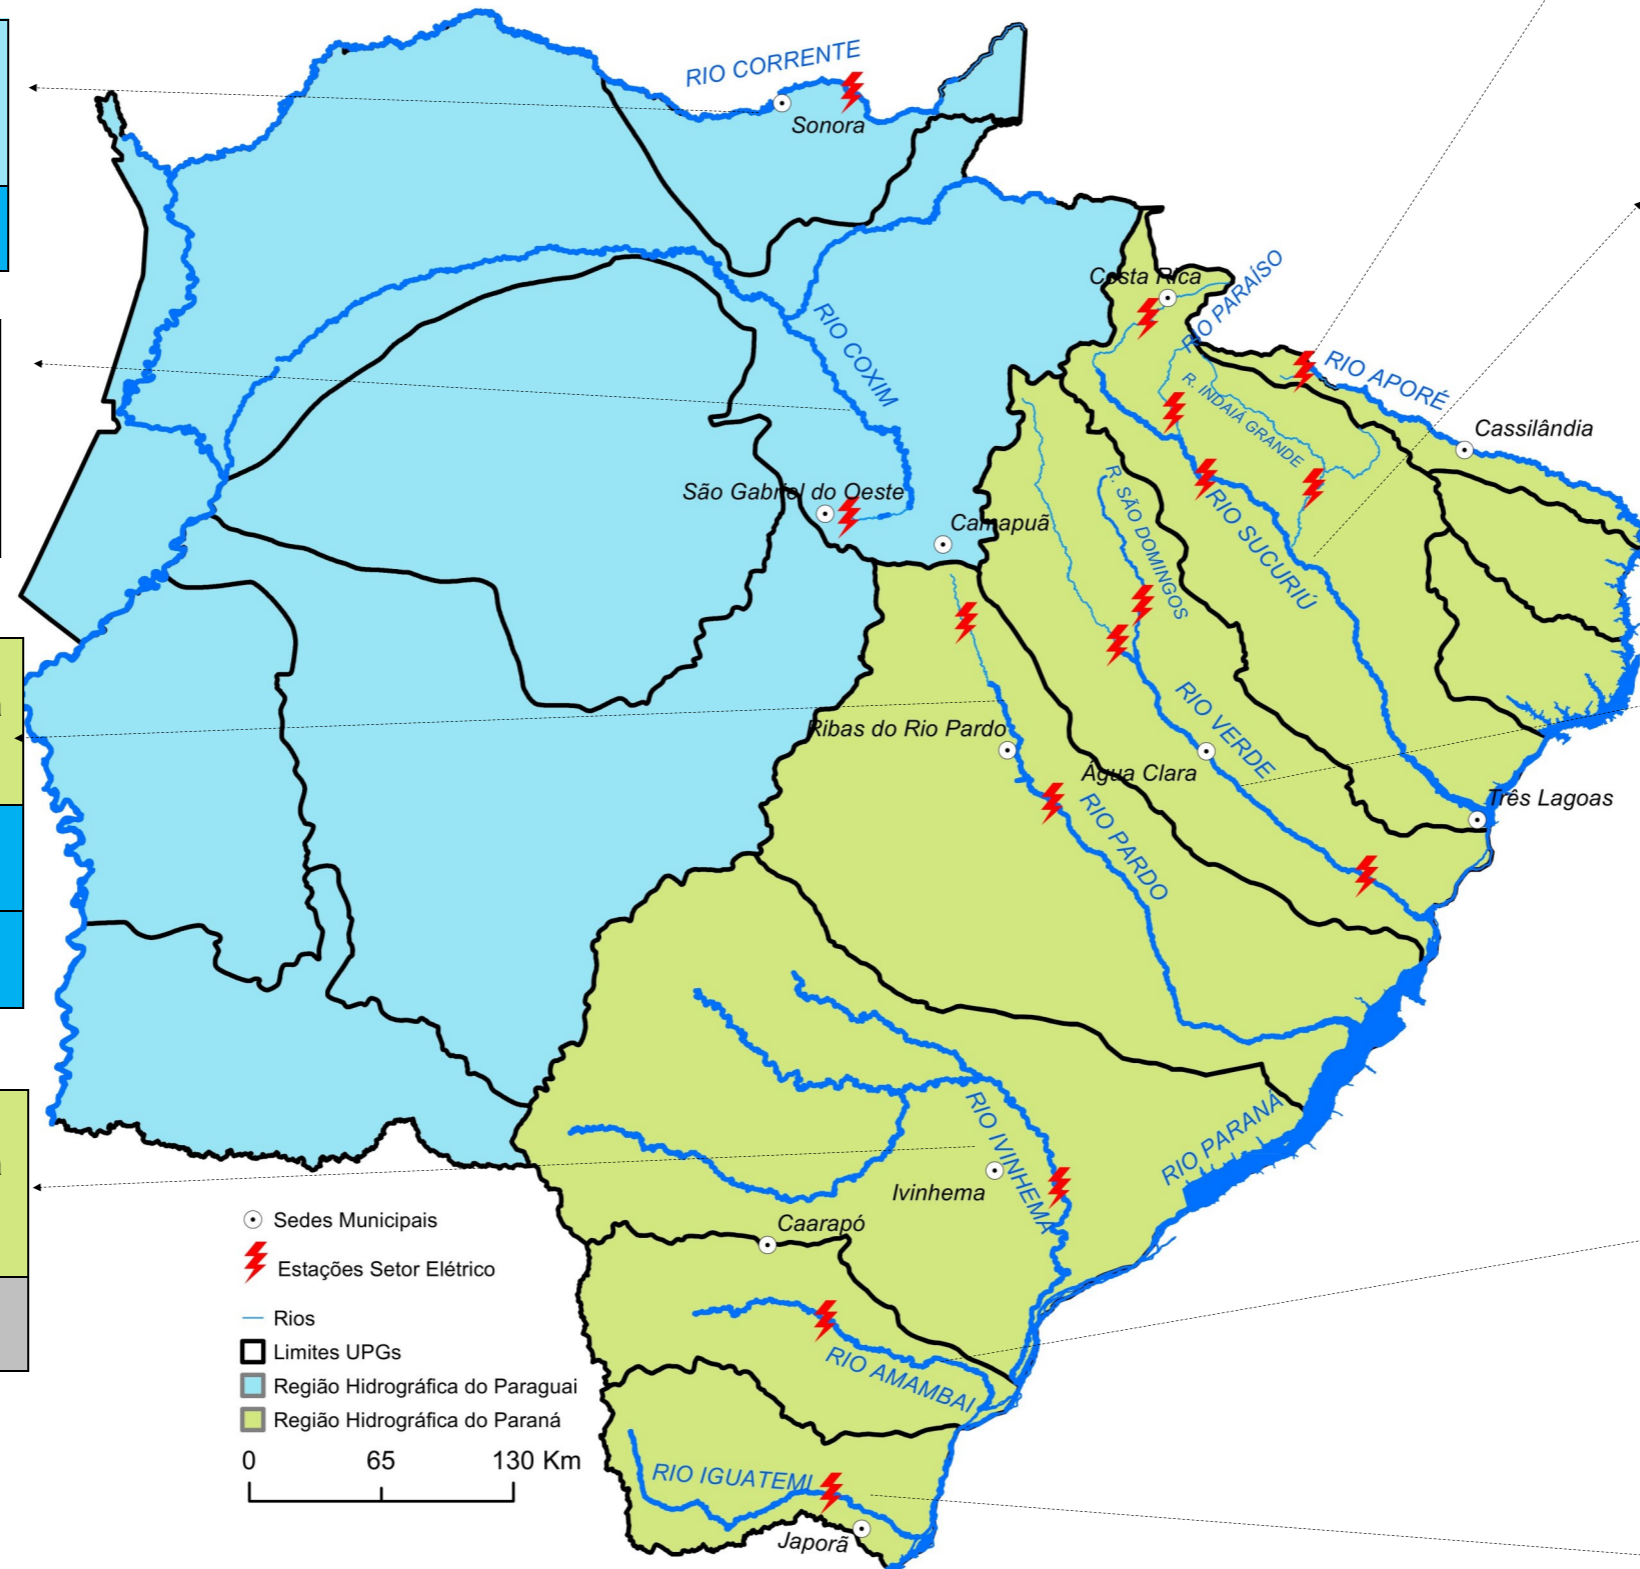 RIO CORRENTE
Sonora
Costa Rica
RIO PARAÍSO
RIO APORÉ
R. INDAIÁ GRANDE
Cassilândia
RIO COXIM
São Gabriel do Oeste
Camapuã
R. SÃO DOMINGOS
RIO SUCURIÚ
Ribas do Rio Pardo
RIO VERDE
Água Clara
RIO PARDO
Três Lagoas
RIO IVINHEMA
RIO PARANÁ
Ivinhema
Caarapó
RIO AMAMBAI
RIO IGUATEMI
Japorã
Sedes Municipais
Estações Setor Elétrico
Rios
Limites UPGs
Região Hidrográfica do Paraguai
Região Hidrográfica do Paraná
0 65 130 Km